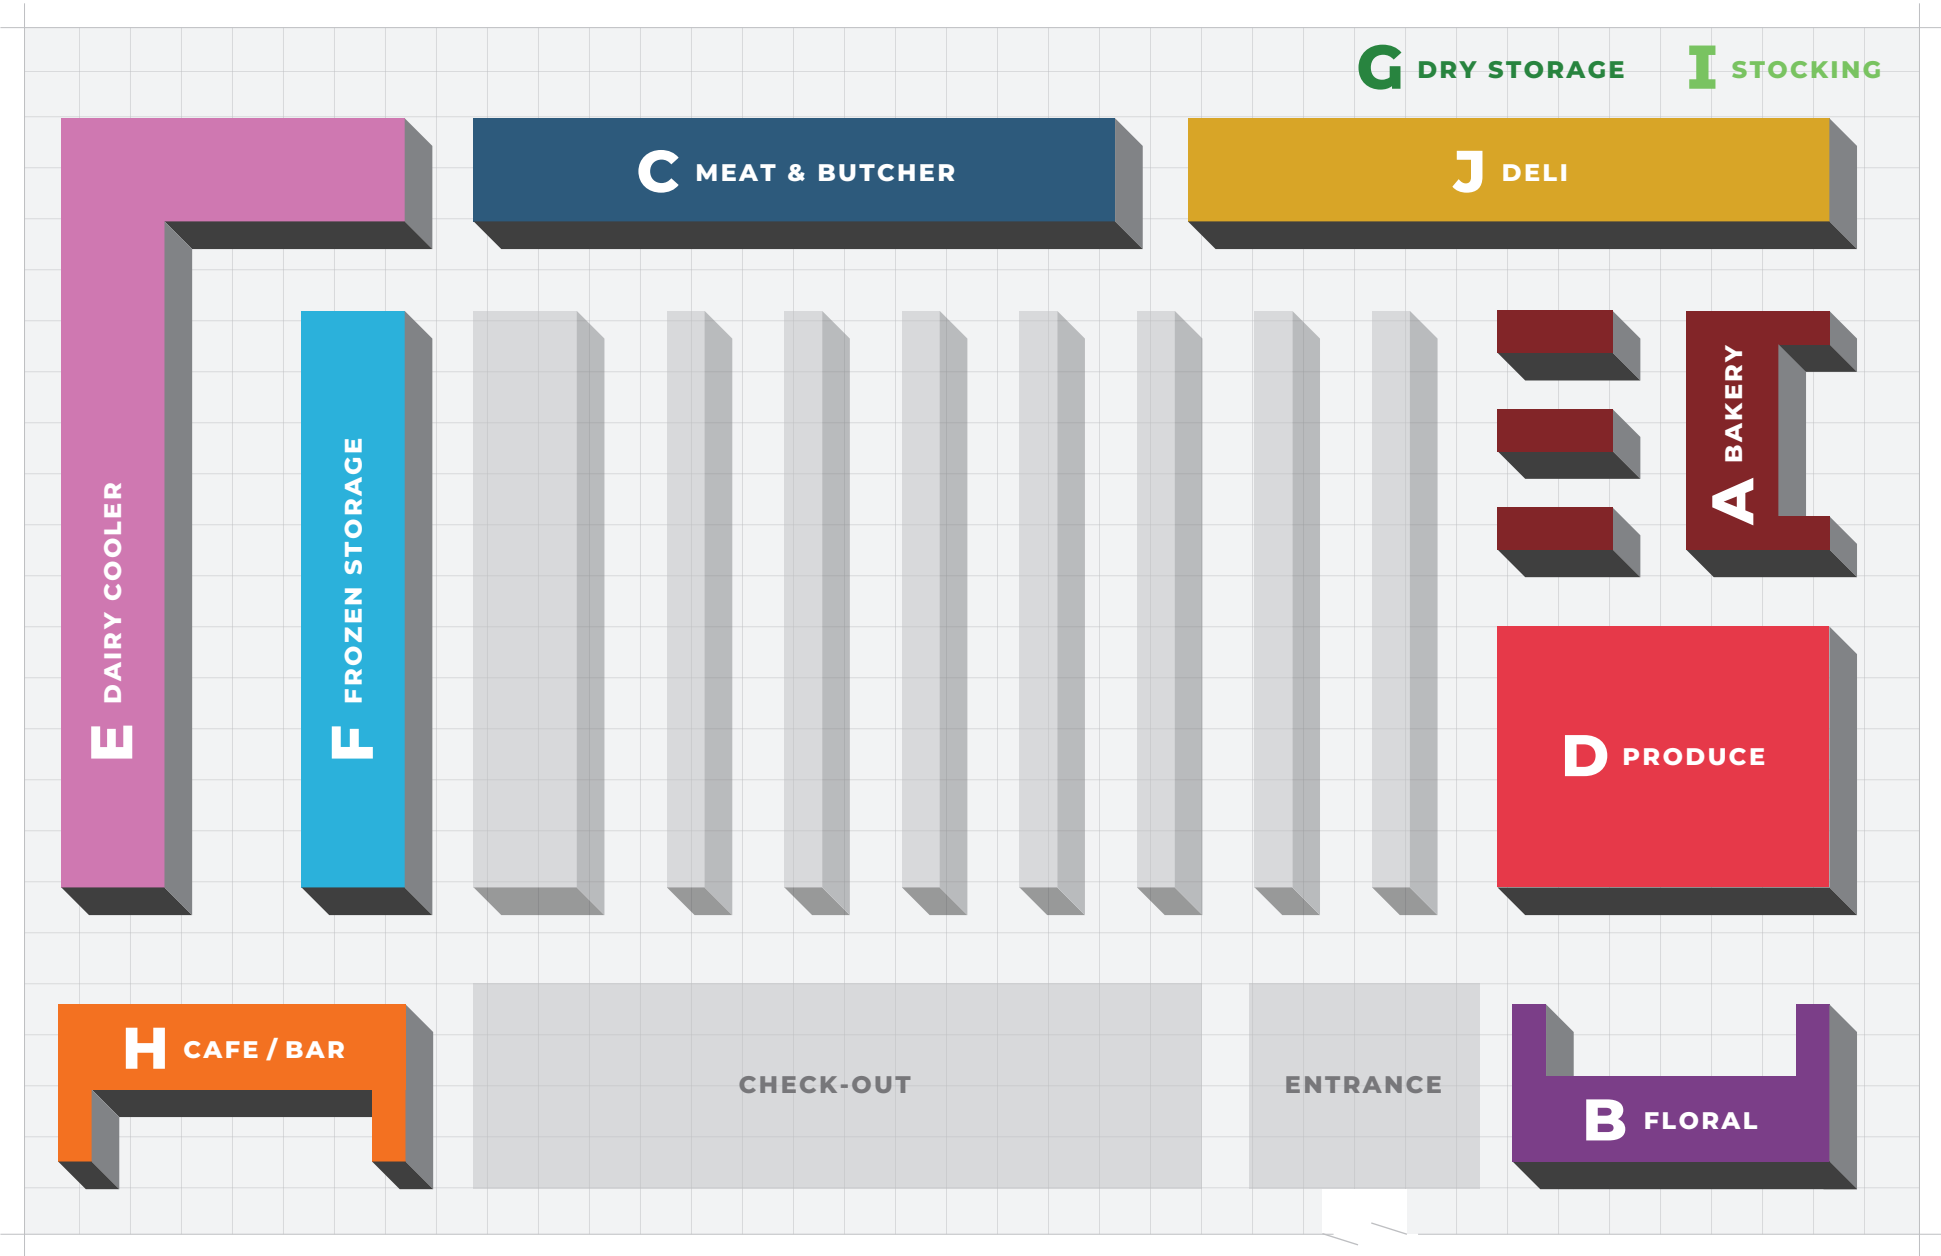 G DRY STORAGE
I STOCKING
C MEAT & BUTCHER
J DELI
E DAIRY COOLER
F FROZEN STORAGE
A BAKERY
D PRODUCE
H CAFE / BAR
CHECK-OUT
ENTRANCE
B FLORAL